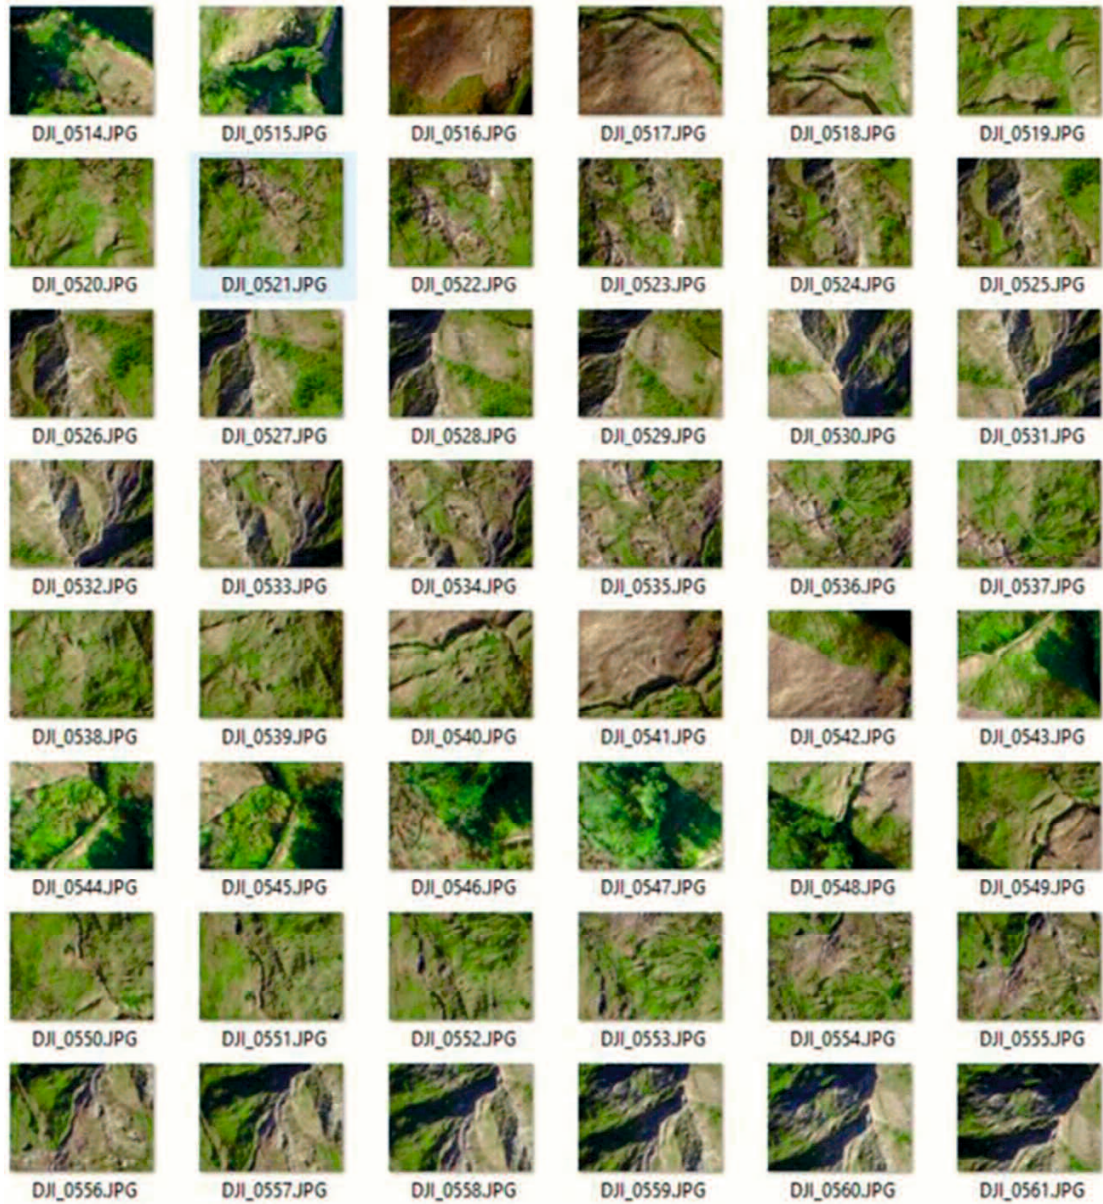 DJI_0514.JPG DJI_0515.JPG DJI_0516.JPG DJI_0517.JPG DJI_0518.JPG DJI_0519.JPG
DJI_0520.JPG DJI_0521.JPG DJI_0522.JPG DJI_0523.JPG DJI_0524.JPG DJI_0525.JPG
DJI_0526.JPG DJI_0527.JPG DJI_0528.JPG DJI_0529.JPG DJI_0530.JPG DJI_0531.JPG
DJI_0532.JPG DJI_0533.JPG DJI_0534.JPG DJI_0535.JPG DJI_0536.JPG DJI_0537.JPG
DJI_0538.JPG DJI_0539.JPG DJI_0540.JPG DJI_0541.JPG DJI_0542.JPG DJI_0543.JPG
DJI_0544.JPG DJI_0545.JPG DJI_0546.JPG DJI_0547.JPG DJI_0548.JPG DJI_0549.JPG
DJI_0550.JPG DJI_0551.JPG DJI_0552.JPG DJI_0553.JPG DJI_0554.JPG DJI_0555.JPG
DJI_0556.JPG DJI_0557.JPG DJI_0558.JPG DJI_0559.JPG DJI_0560.JPG DJI_0561.JPG